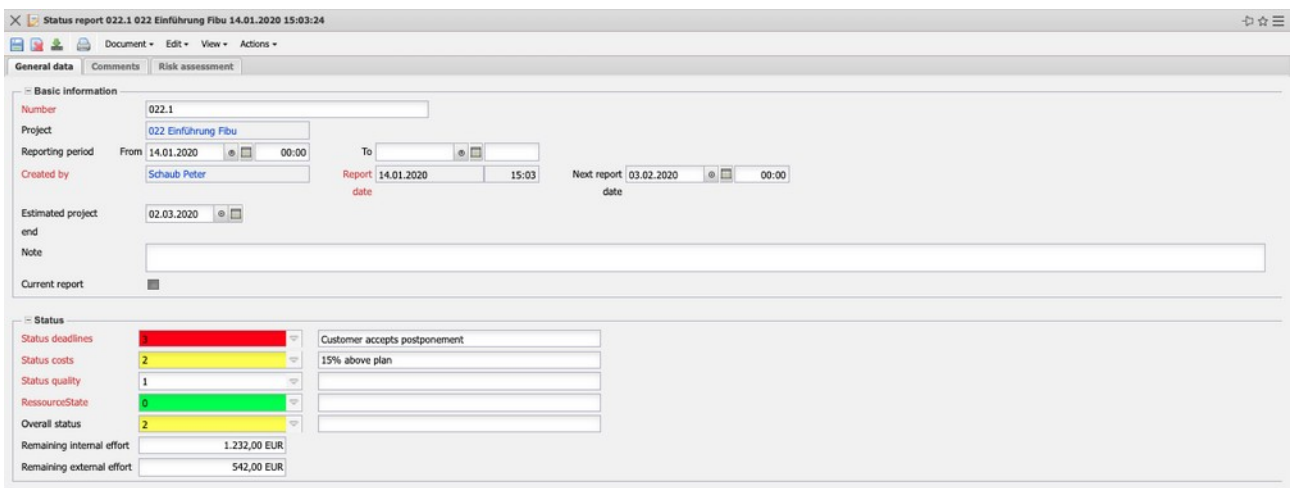 Status report 022.1 022 Einführung Fibu 14.01.2020 15:03:24
Document Edit View Actions
General data Comments Risk assessment
Basic information
Number 022.1
Project 022 Einführung Fibu
Reporting period From 14.01.2020 00:00 To
Created by Schaub Peter Report date 14.01.2020 15:03 Next report date 03.02.2020 00:00
Estimated project end 02.03.2020
Note
Current report
Status
Status deadlines 3 Customer accepts postponement
Status costs 2 15% above plan
Status quality 1
RessourceState 0
Overall status 2
Remaining internal effort 1.232,00 EUR
Remaining external effort 542,00 EUR